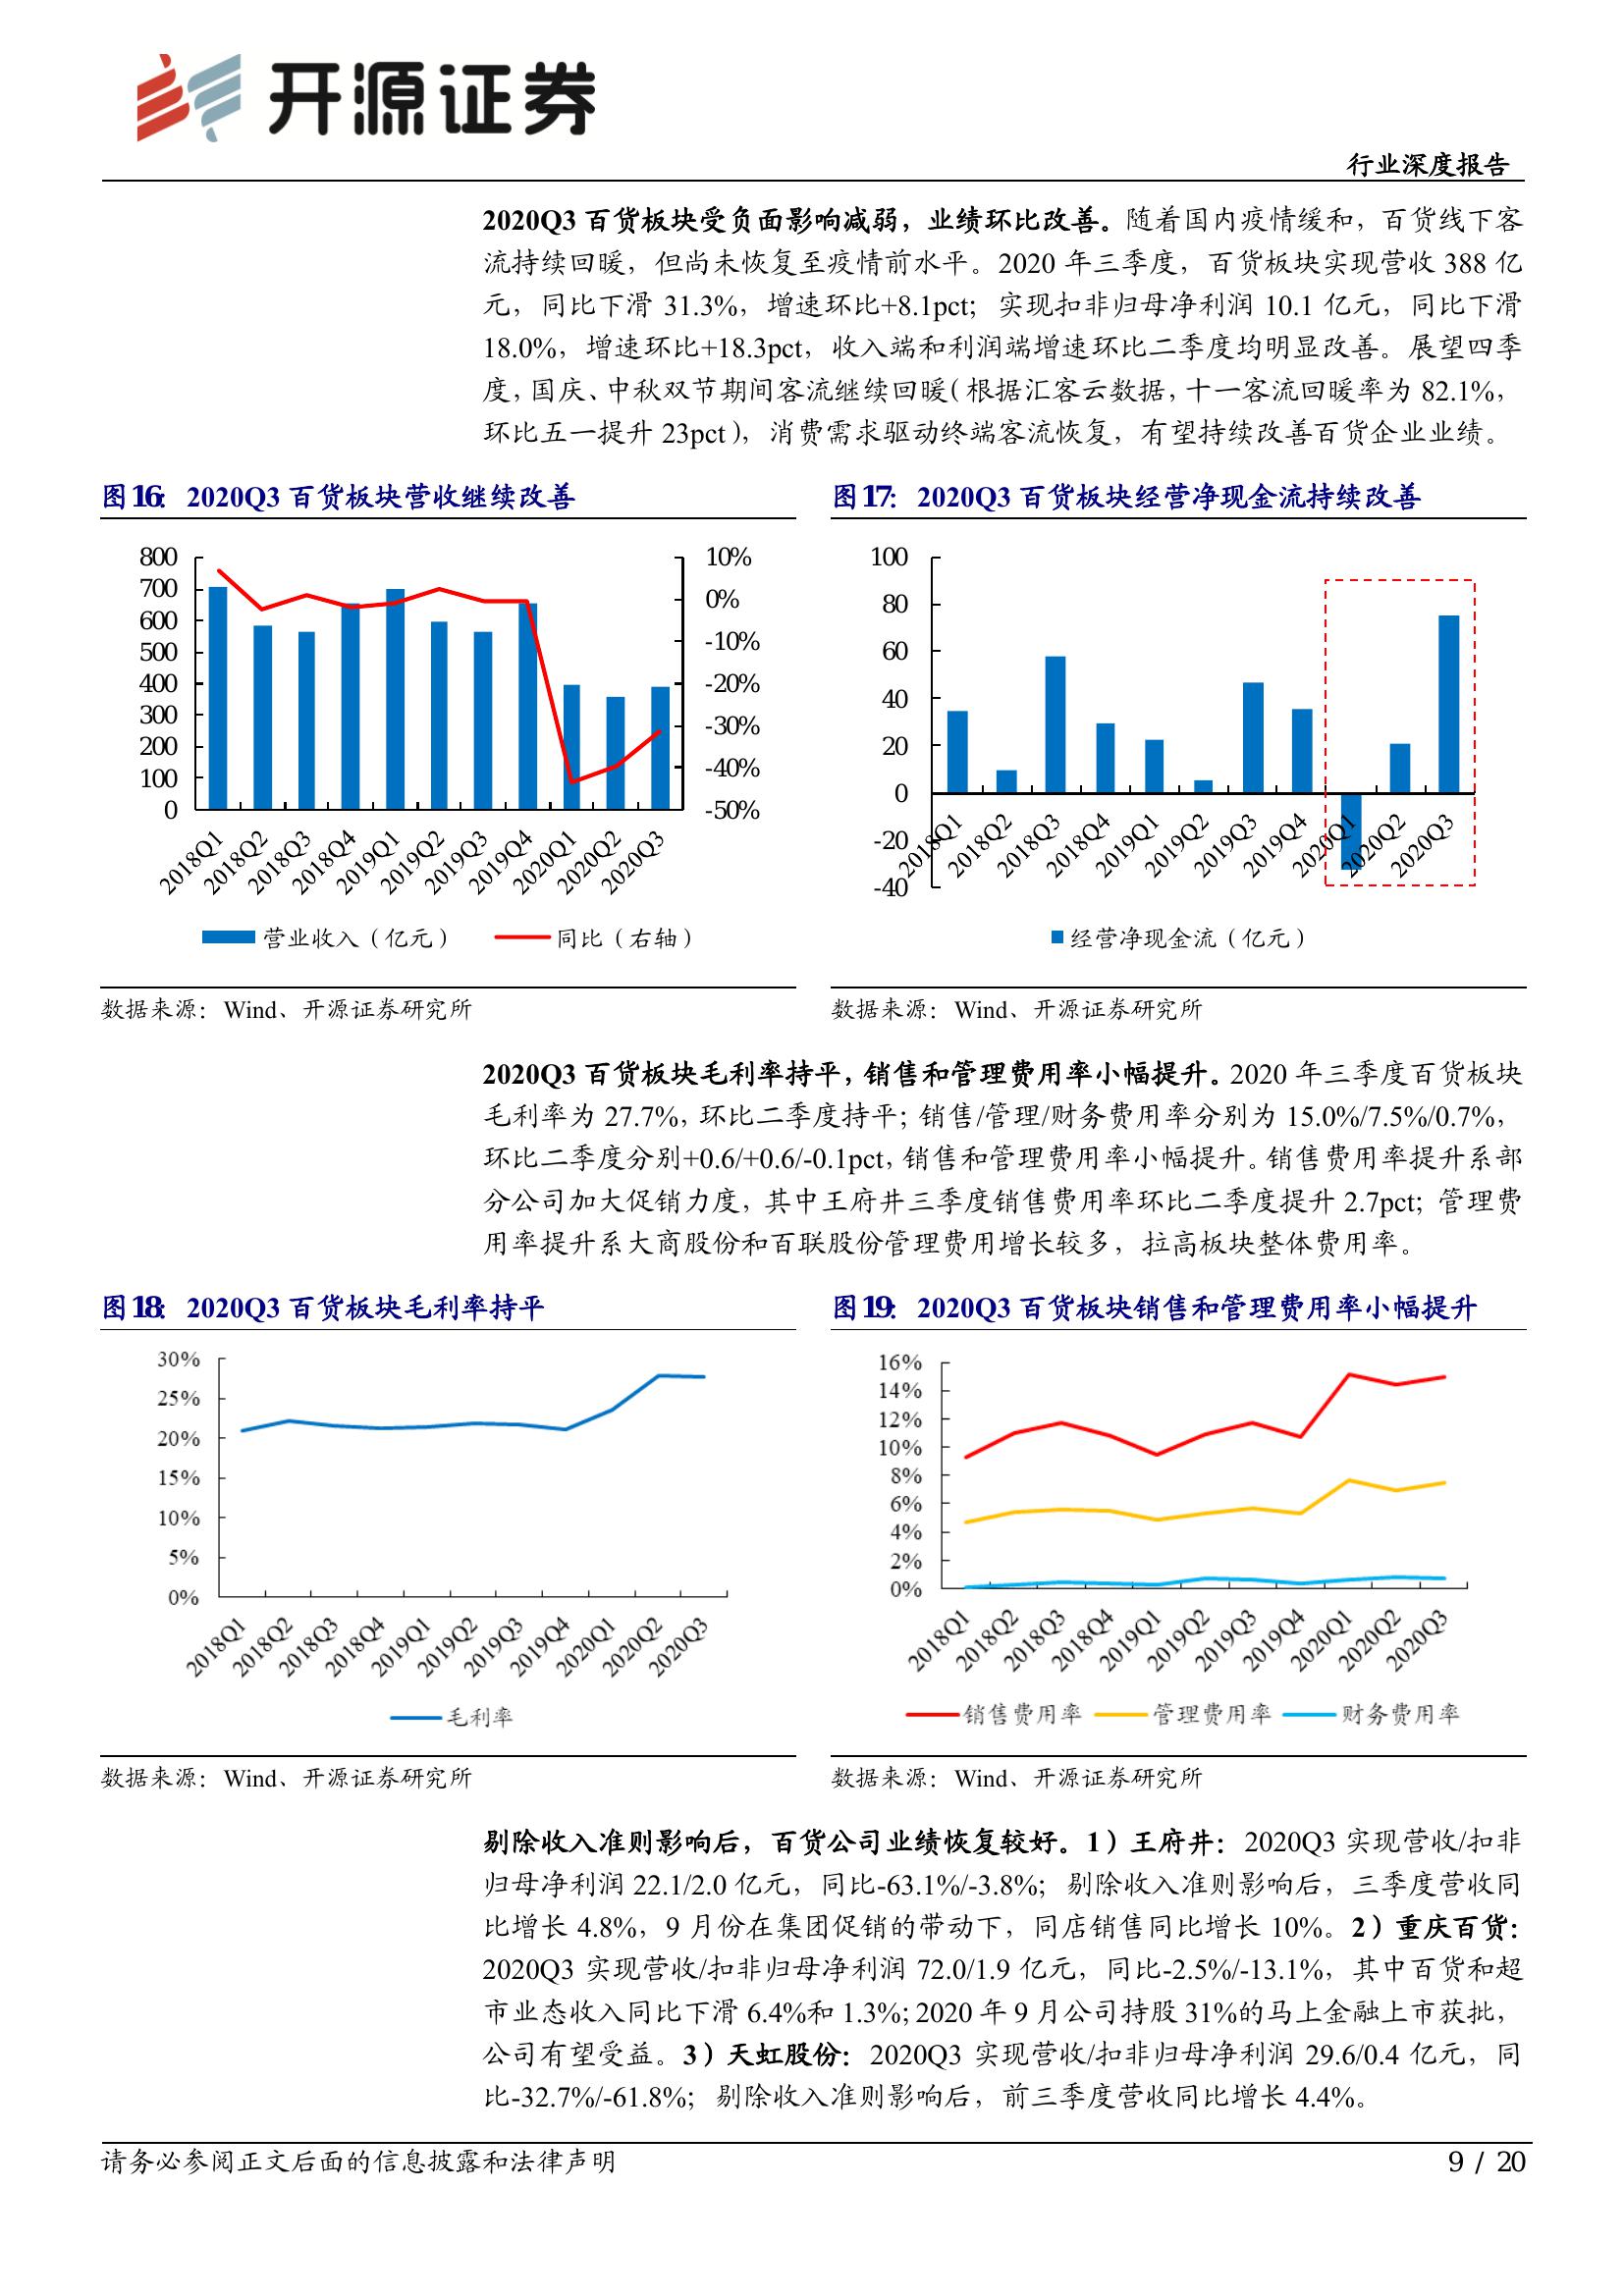 开源证券
行业深度报告
2020Q3 百货板块受负面影响减弱，业绩环比改善。随着国内疫情缓和，百货线下客
流持续回暖，但尚未恢复至疫情前水平。2020 年三季度，百货板块实现营收 388 亿
元，同比下滑 31.3%，增速环比+8.1pct；实现扣非归母净利润 10.1 亿元，同比下滑
18.0%，增速环比+18.3pct，收入端和利润端增速环比二季度均明显改善。展望四季
度，国庆、中秋双节期间客流继续回暖（根据汇客云数据，十一客流回暖率为 82.1%，
环比五一提升 23pct），消费需求驱动终端客流恢复，有望持续改善百货企业业绩。
图16： 2020Q3 百货板块营收继续改善
800
700
600
500
400
300
200
100
0
10%
0%
-10%
-20%
-30%
-40%
-50%
2018Q1
2018Q2
2018Q3
2018Q4
2019Q1
2019Q2
2019Q3
2019Q4
2020Q1
2020Q2
2020Q3
营业收入（亿元）
同比（右轴）
数据来源：Wind、开源证券研究所
图17： 2020Q3 百货板块经营净现金流持续改善
100
80
60
40
20
0
-20
-40
2018Q1
2018Q2
2018Q3
2018Q4
2019Q1
2019Q2
2019Q3
2019Q4
2020Q1
2020Q2
2020Q3
经营净现金流（亿元）
数据来源：Wind、开源证券研究所
2020Q3 百货板块毛利率持平，销售和管理费用率小幅提升。2020 年三季度百货板块
毛利率为 27.7%，环比二季度持平；销售/管理/财务费用率分别为 15.0%/7.5%/0.7%，
环比二季度分别+0.6/+0.6/-0.1pct，销售和管理费用率小幅提升。销售费用率提升系部
分公司加大促销力度，其中王府井三季度销售费用率环比二季度提升 2.7pct；管理费
用率提升系大商股份和百联股份管理费用增长较多，拉高板块整体费用率。
图18： 2020Q3 百货板块毛利率持平
30%
25%
20%
15%
10%
5%
0%
2018Q1
2018Q2
2018Q3
2018Q4
2019Q1
2019Q2
2019Q3
2019Q4
2020Q1
2020Q2
2020Q3
毛利率
数据来源：Wind、开源证券研究所
图19： 2020Q3 百货板块销售和管理费用率小幅提升
16%
14%
12%
10%
8%
6%
4%
2%
0%
2018Q1
2018Q2
2018Q3
2018Q4
2019Q1
2019Q2
2019Q3
2019Q4
2020Q1
2020Q2
2020Q3
销售费用率
管理费用率
财务费用率
数据来源：Wind、开源证券研究所
剔除收入准则影响后，百货公司业绩恢复较好。1）王府井：2020Q3 实现营收/扣非
归母净利润 22.1/2.0 亿元，同比-63.1%/-3.8%；剔除收入准则影响后，三季度营收同
比增长 4.8%，9 月份在集团促销的带动下，同店销售同比增长 10%。2）重庆百货：
2020Q3 实现营收/扣非归母净利润 72.0/1.9 亿元，同比-2.5%/-13.1%，其中百货和超
市业态收入同比下滑 6.4%和 1.3%；2020 年 9 月公司持股 31%的马上金融上市获批，
公司有望受益。3）天虹股份：2020Q3 实现营收/扣非归母净利润 29.6/0.4 亿元，同
比-32.7%/-61.8%；剔除收入准则影响后，前三季度营收同比增长 4.4%。
请务必参阅正文后面的信息披露和法律声明
9 / 20